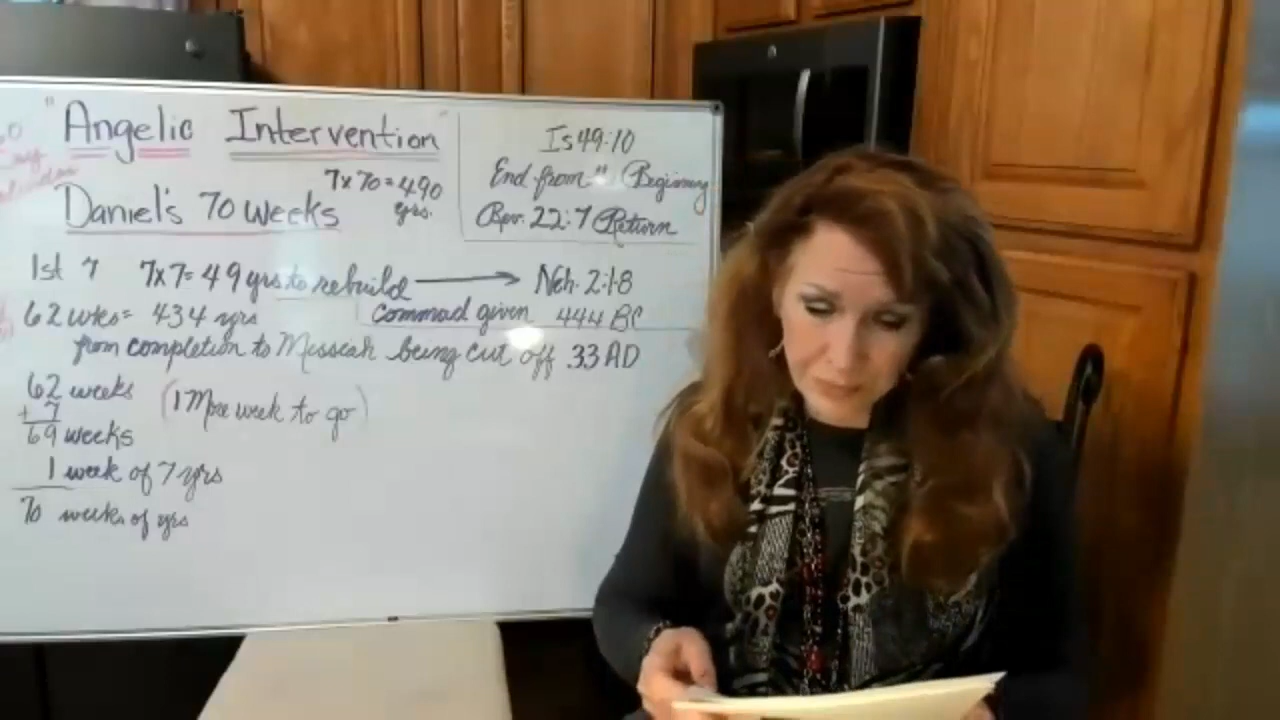 "Angelic Intervention"
7x70=490
yrs.
Daniel's 70 Weeks
Is 49:10
End from " Beginning
Rev. 22:7 Return
1st 7 7x7=49 yrs to rebuild Neh. 2:1-8
62 wks= 434 yrs Commad given 444 BC
from completion to Messiah being cut off 33 AD
62 weeks (1 More week to go)
+ 7
69 weeks
1 week of 7 yrs
70 weeks of yrs